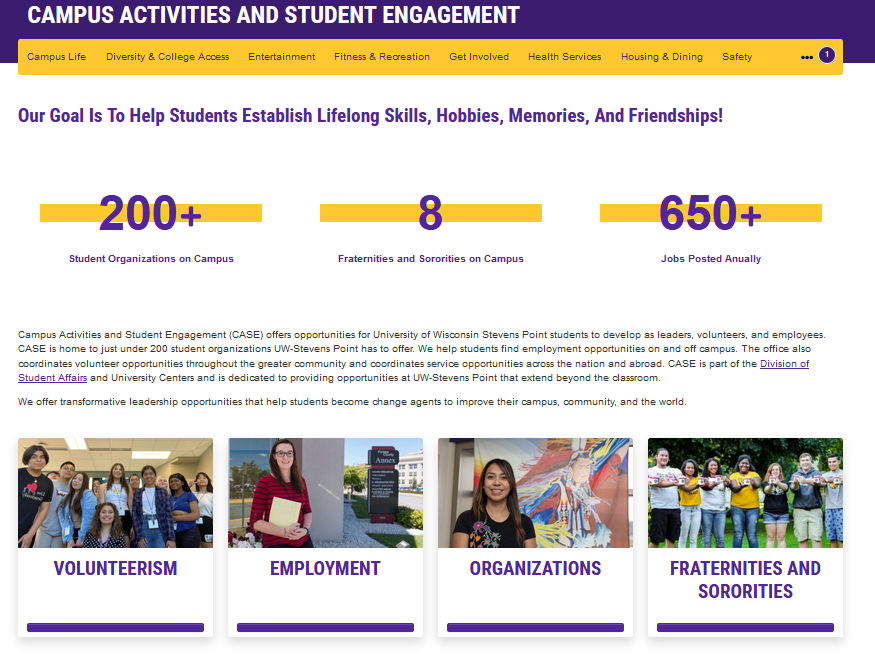 CAMPUS ACTIVITIES AND STUDENT ENGAGEMENT
Campus Life Diversity & College Access Entertainment Fitness & Recreation Get Involved Health Services Housing & Dining Safety ••• 1
Our Goal Is To Help Students Establish Lifelong Skills, Hobbies, Memories, And Friendships!
200+ 8 650+
Student Organizations on Campus Fraternities and Sororities on Campus Jobs Posted Anually
Campus Activities and Student Engagement (CASE) offers opportunities for University of Wisconsin Stevens Point students to develop as leaders, volunteers, and employees.
CASE is home to just under 200 student organizations UW-Stevens Point has to offer. We help students find employment opportunities on and off campus. The office also
coordinates volunteer opportunities throughout the greater community and coordinates service opportunities across the nation and abroad. CASE is part of the Division of
Student Affairs and University Centers and is dedicated to providing opportunities at UW-Stevens Point that extend beyond the classroom.
We offer transformative leadership opportunities that help students become change agents to improve their campus, community, and the world.
Annex
VOLUNTEERISM EMPLOYMENT ORGANIZATIONS FRATERNITIES AND
SORORITIES